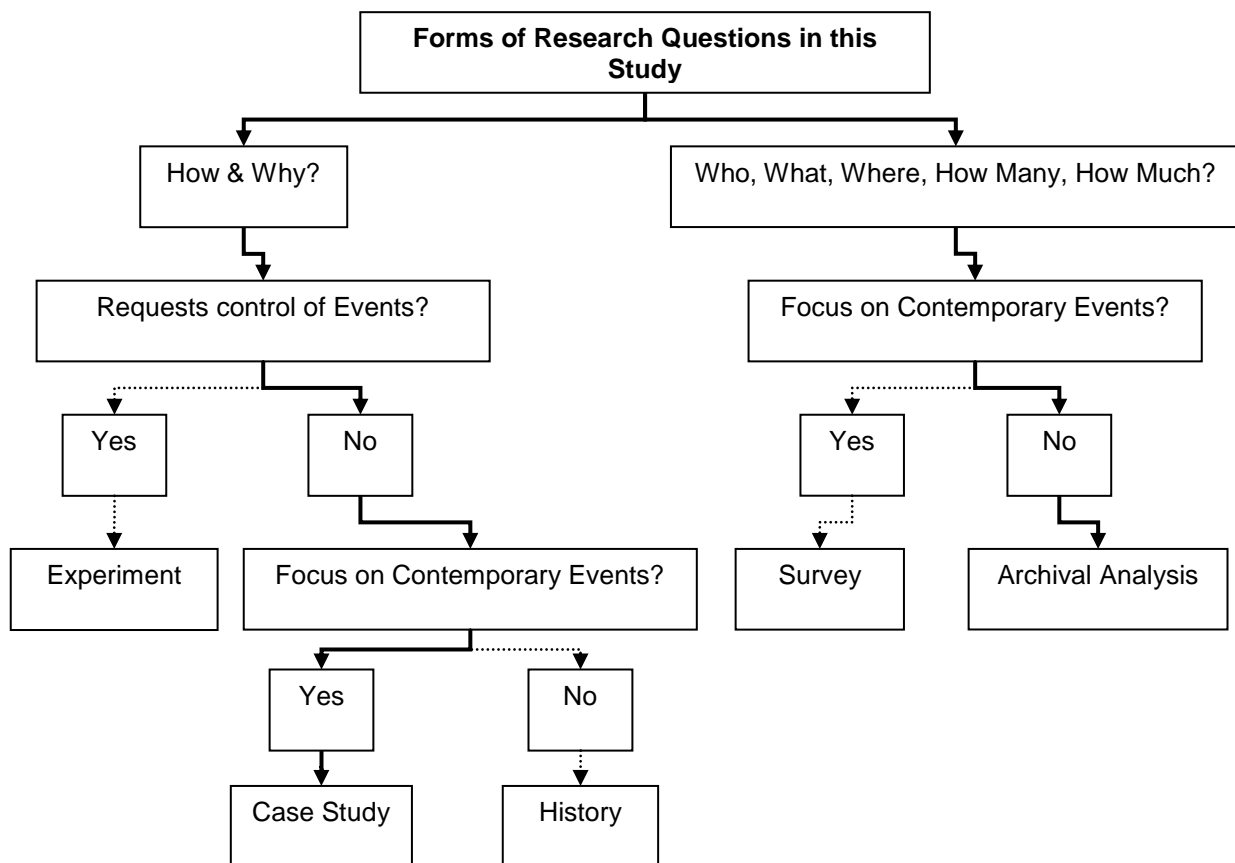 Forms of Research Questions in this
Study
How & Why?
Who, What, Where, How Many, How Much?
Requests control of Events?
Focus on Contemporary Events?
Yes
No
Yes
No
Experiment
Focus on Contemporary Events?
Survey
Archival Analysis
Yes
No
Case Study
History